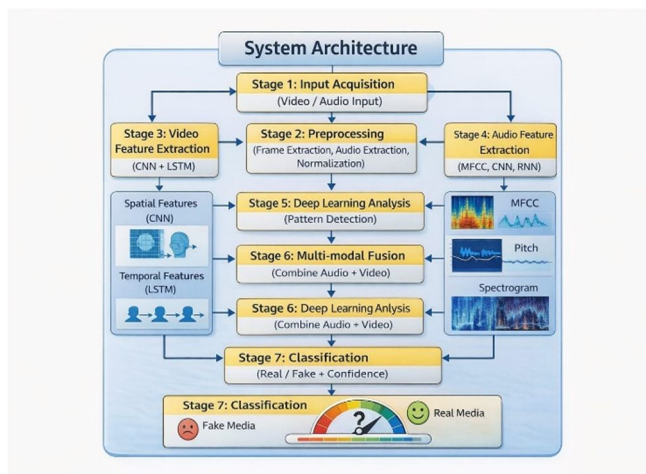 System Architecture
Stage 1: Input Acquisition
(Video / Audio Input)
Stage 3: Video
Feature Extraction
(CNN + LSTM)
Stage 2: Preprocessing
(Frame Extraction, Audio Extraction,
Normalization)
Stage 4: Audio Feature
Extraction
(MFCC, CNN, RNN)
Spatial Features
(CNN)
Temporal Features
(LSTM)
Stage 5: Deep Learning Analysis
(Pattern Detection)
Stage 6: Multi-modal Fusion
(Combine Audio + Video)
Stage 6: Deep Learning Anlysis
(Combine Audio + Video)
MFCC
Pitch
Spectrogram
Stage 7: Classification
(Real / Fake + Confidence)
Stage 7: Classification
Fake Media
?
Real Media